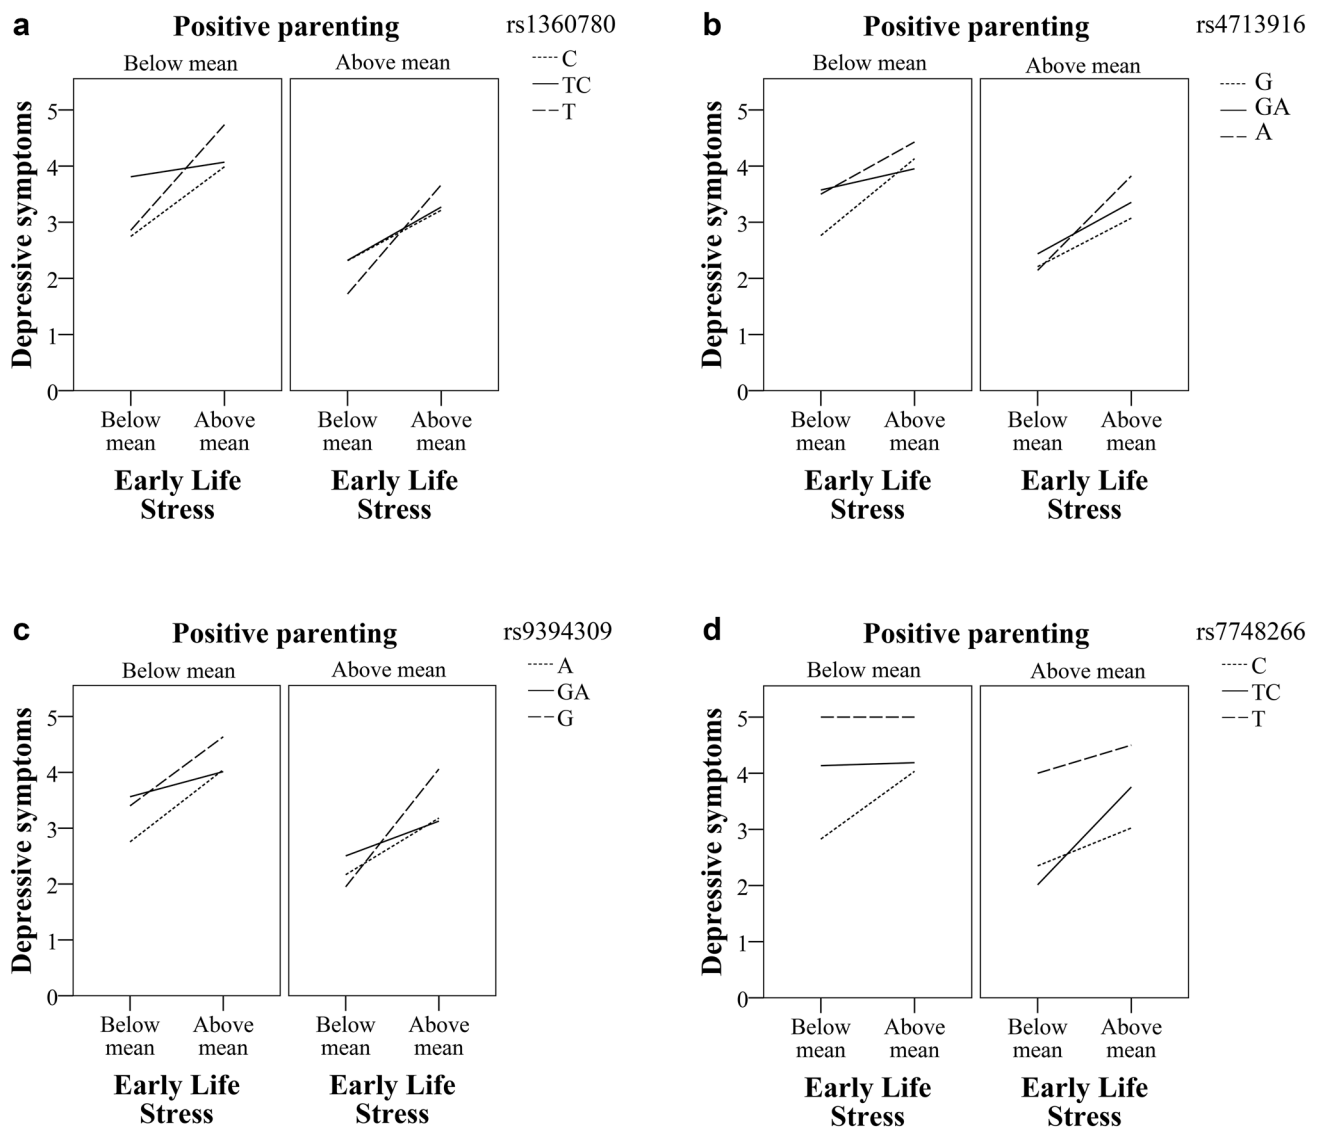 a Positive parenting rs1360780
Below mean Above mean
C
TC
T
Depressive symptoms
5
4
3
2
1
0
Below mean Above mean Below mean Above mean
Early Life Stress Early Life Stress
b Positive parenting rs4713916
Below mean Above mean
G
GA
A
Depressive symptoms
5
4
3
2
1
0
Below mean Above mean Below mean Above mean
Early Life Stress Early Life Stress
c Positive parenting rs9394309
Below mean Above mean
A
GA
G
Depressive symptoms
5
4
3
2
1
0
Below mean Above mean Below mean Above mean
Early Life Stress Early Life Stress
d Positive parenting rs7748266
Below mean Above mean
C
TC
T
Depressive symptoms
5
4
3
2
1
0
Below mean Above mean Below mean Above mean
Early Life Stress Early Life Stress